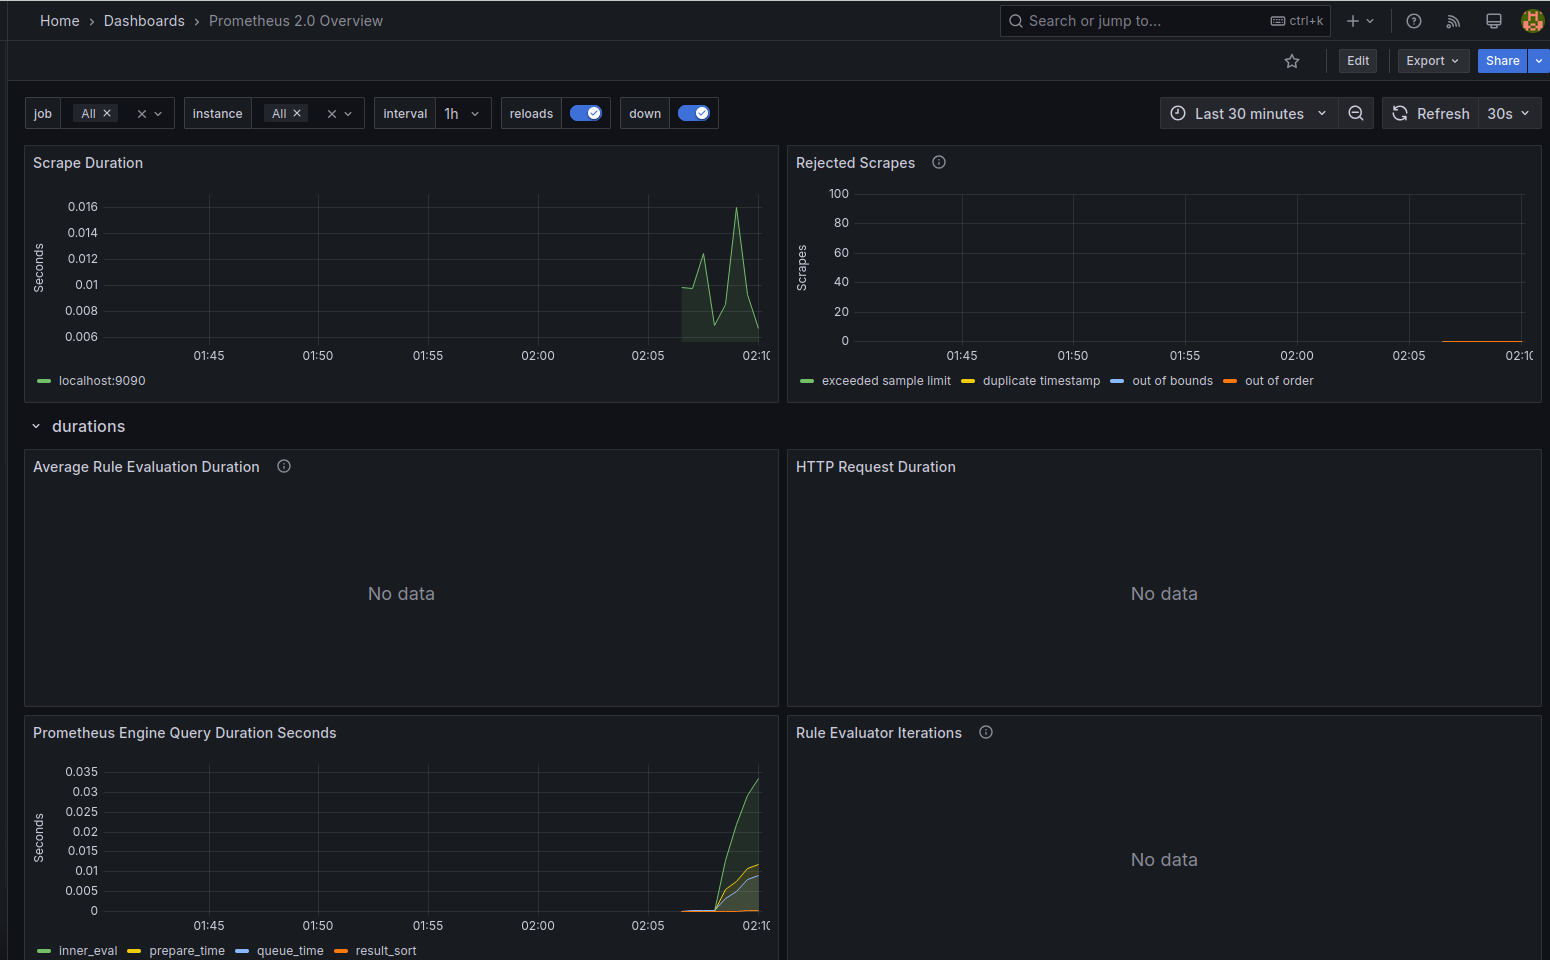 Home › Dashboards › Prometheus 2.0 Overview
Search or jump to...
ctrl+k
Edit
Export
Share
job
All
instance
All
interval
1h
reloads
down
Last 30 minutes
Refresh
30s
Scrape Duration
Seconds
0.016
0.014
0.012
0.01
0.008
0.006
01:45 01:50 01:55 02:00 02:05 02:10
localhost:9090
Rejected Scrapes
Scrapes
100
80
60
40
20
0
01:45 01:50 01:55 02:00 02:05 02:10
exceeded sample limit duplicate timestamp out of bounds out of order
durations
Average Rule Evaluation Duration
No data
HTTP Request Duration
No data
Prometheus Engine Query Duration Seconds
Seconds
0.035
0.03
0.025
0.02
0.015
0.01
0.005
0
01:45 01:50 01:55 02:00 02:05 02:10
inner_eval prepare_time queue_time result_sort
Rule Evaluator Iterations
No data